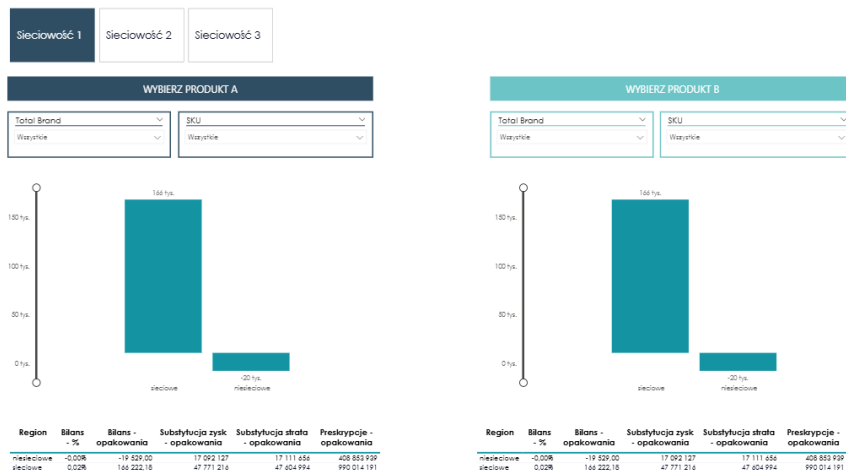 Sieciowość 1 Sieciowość 2 Sieciowość 3
WYBIERZ PRODUKT A WYBIERZ PRODUKT B
Total Brand SKU Total Brand SKU
Wszystkie Wszystkie Wszystkie Wszystkie
166 tys. 166 tys.
150 tys. 150 tys.
100 tys. 100 tys.
50 tys. 50 tys.
0 tys. 0 tys.
-20 tys. -20 tys.
sieciowe niesieciowe sieciowe niesieciowe
Region Bilans Bilans - Substytucja zysk Substytucja strata Preskrypcje - Region Bilans Bilans - Substytucja zysk Substytucja strata Preskrypcje -
- % opakowania - opakowania - opakowania opakowania - % opakowania - opakowania - opakowania opakowania
niesieciowe -0,00% -19 529,00 17 092 127 17 111 656 408 853 939 niesieciowe -0,00% -19 529,00 17 092 127 17 111 656 408 853 939
sieciowe 0,02% 166 222,18 47 771 216 47 604 994 990 014 191 sieciowe 0,02% 166 222,18 47 771 216 47 604 994 990 014 191